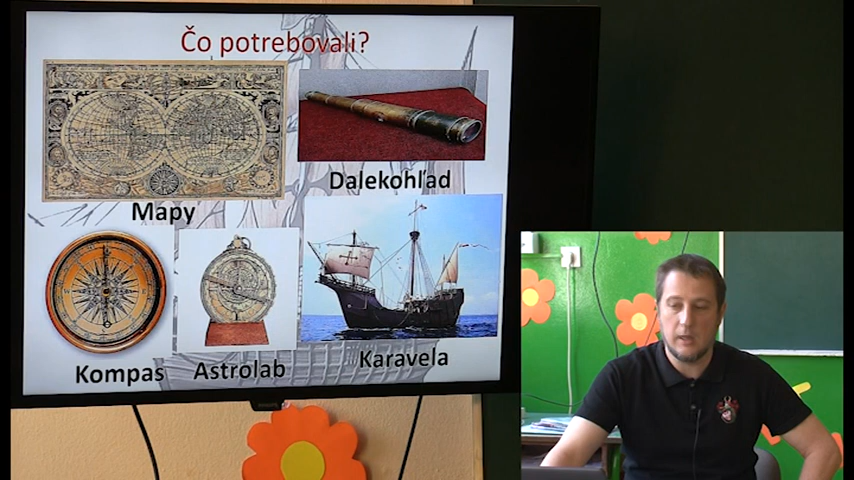 Čo potrebovali?
Mapy
Dalekohľad
Kompas
Astrolab
Karavela